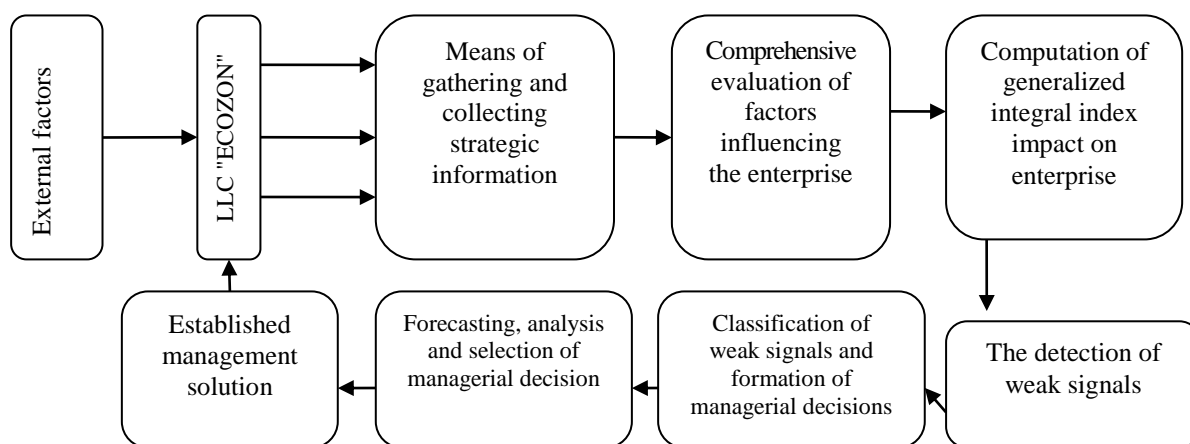 External factors
LLC "ECOZON"
Means of
gathering and
collecting
strategic
information
Comprehensive
evaluation of
factors
influencing
the enterprise
Computation of
generalized
integral index
impact on
enterprise
The detection of
weak signals
Classification of
weak signals and
formation of
managerial decisions
Forecasting, analysis
and selection of
managerial decision
Established
management
solution